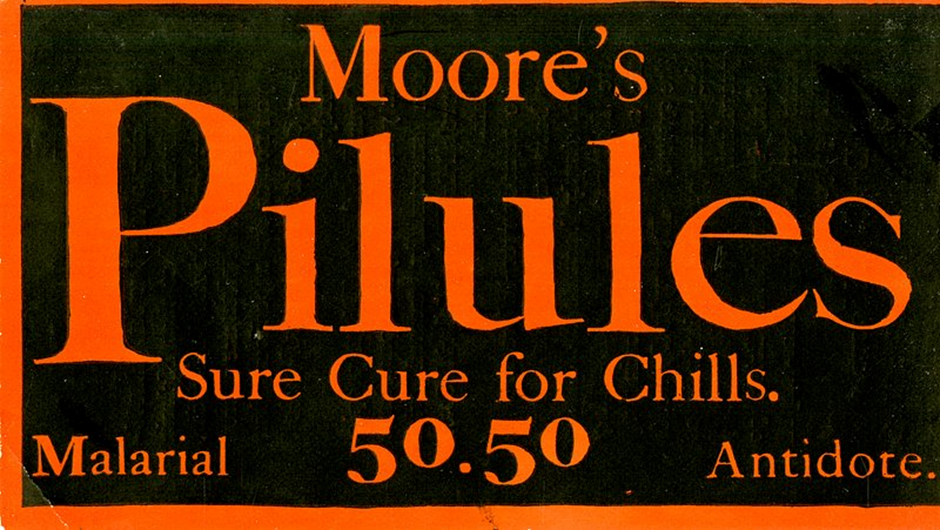 Moore's
Pilules
Sure Cure for Chills.
Malarial 50.50 Antidote.